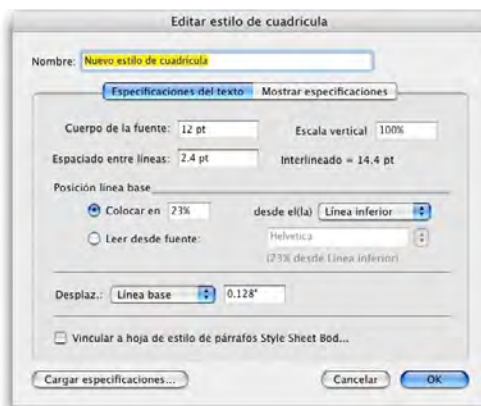 Editar estilo de cuadrícula
Nombre: Nuevo estilo de cuadrícula
Especificaciones del texto Mostrar especificaciones
Cuerpo de la fuente: 12 pt Escala vertical 100%
Espaciado entre líneas: 2.4 pt Interlineado = 14.4 pt
Posición línea base
Colocar en 23% desde el(la) Línea inferior
Leer desde fuente: Helvetica
(23% desde Línea inferior)
Desplaz.: Línea base 0.128"
Vincular a hoja de estilo de párrafos Style Sheet Bod...
Cargar especificaciones... Cancelar OK